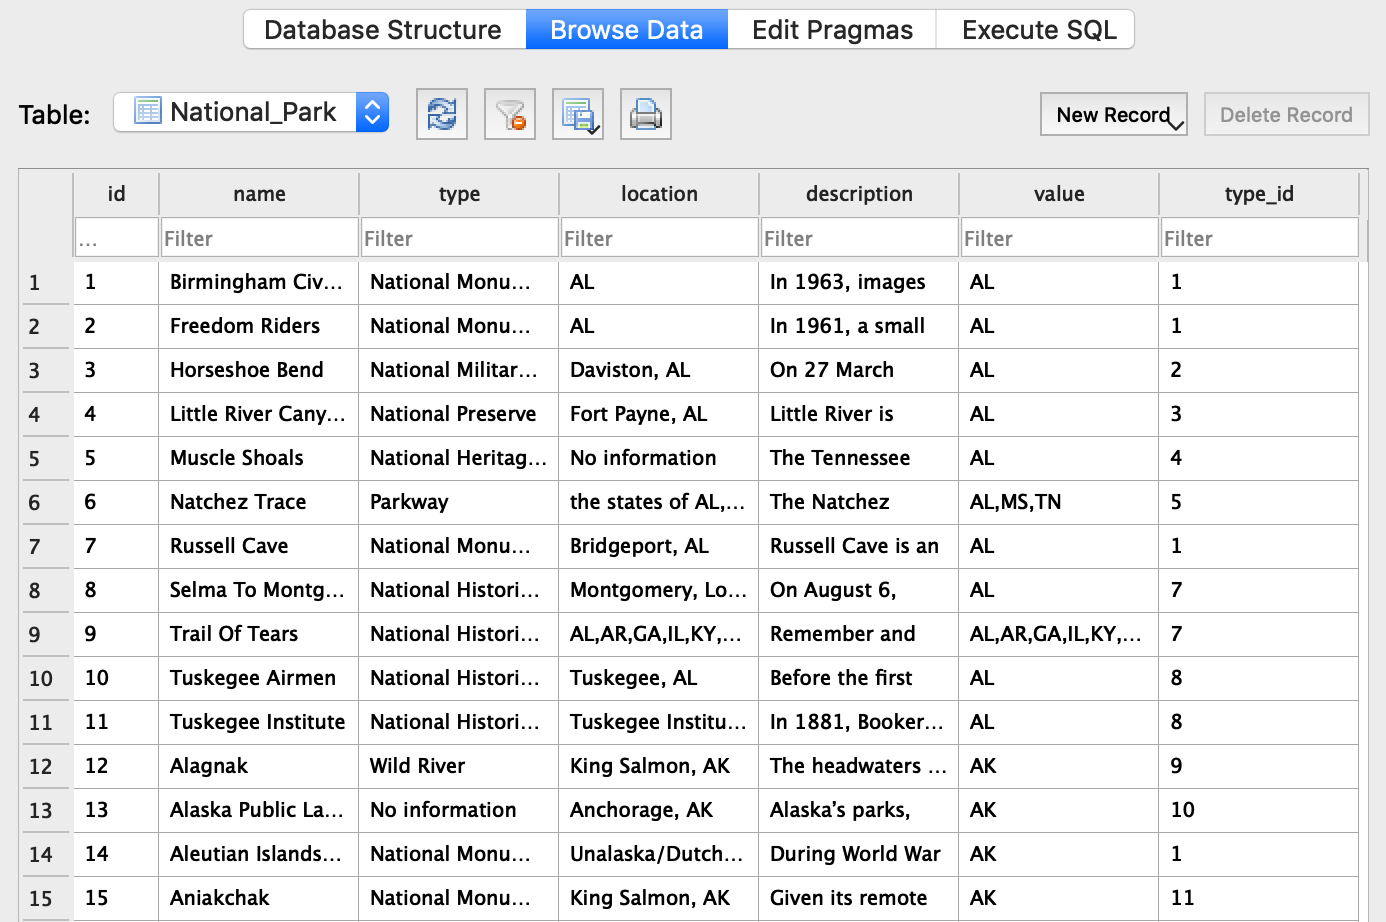 Database Structure Browse Data Edit Pragmas Execute SQL
Table: National_Park New Record Delete Record
id name type location description value type_id
... Filter Filter Filter Filter Filter Filter
1 1 Birmingham Civ... National Monu... AL In 1963, images AL 1
2 2 Freedom Riders National Monu... AL In 1961, a small AL 1
3 3 Horseshoe Bend National Militar... Daviston, AL On 27 March AL 2
4 4 Little River Cany... National Preserve Fort Payne, AL Little River is AL 3
5 5 Muscle Shoals National Heritag... No information The Tennessee AL 4
6 6 Natchez Trace Parkway the states of AL,... The Natchez AL,MS,TN 5
7 7 Russell Cave National Monu... Bridgeport, AL Russell Cave is an AL 1
8 8 Selma To Montg... National Histori... Montgomery, Lo... On August 6, AL 7
9 9 Trail Of Tears National Histori... AL,AR,GA,IL,KY,... Remember and AL,AR,GA,IL,KY,... 7
10 10 Tuskegee Airmen National Histori... Tuskegee, AL Before the first AL 8
11 11 Tuskegee Institute National Histori... Tuskegee Institu... In 1881, Booker... AL 8
12 12 Alagnak Wild River King Salmon, AK The headwaters ... AK 9
13 13 Alaska Public La... No information Anchorage, AK Alaska’s parks, AK 10
14 14 Aleutian Islands... National Monu... Unalaska/Dutch... During World War AK 1
15 15 Aniakchak National Monu... King Salmon, AK Given its remote AK 11